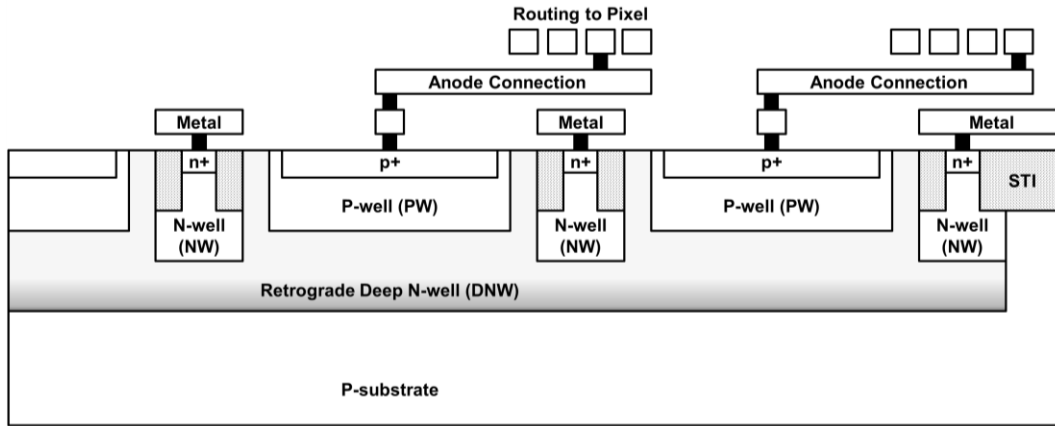 Routing to Pixel
Anode Connection
Anode Connection
Metal
Metal
Metal
n+
p+
n+
p+
n+
STI
P-well (PW)
P-well (PW)
N-well
(NW)
N-well
(NW)
N-well
(NW)
Retrograde Deep N-well (DNW)
P-substrate